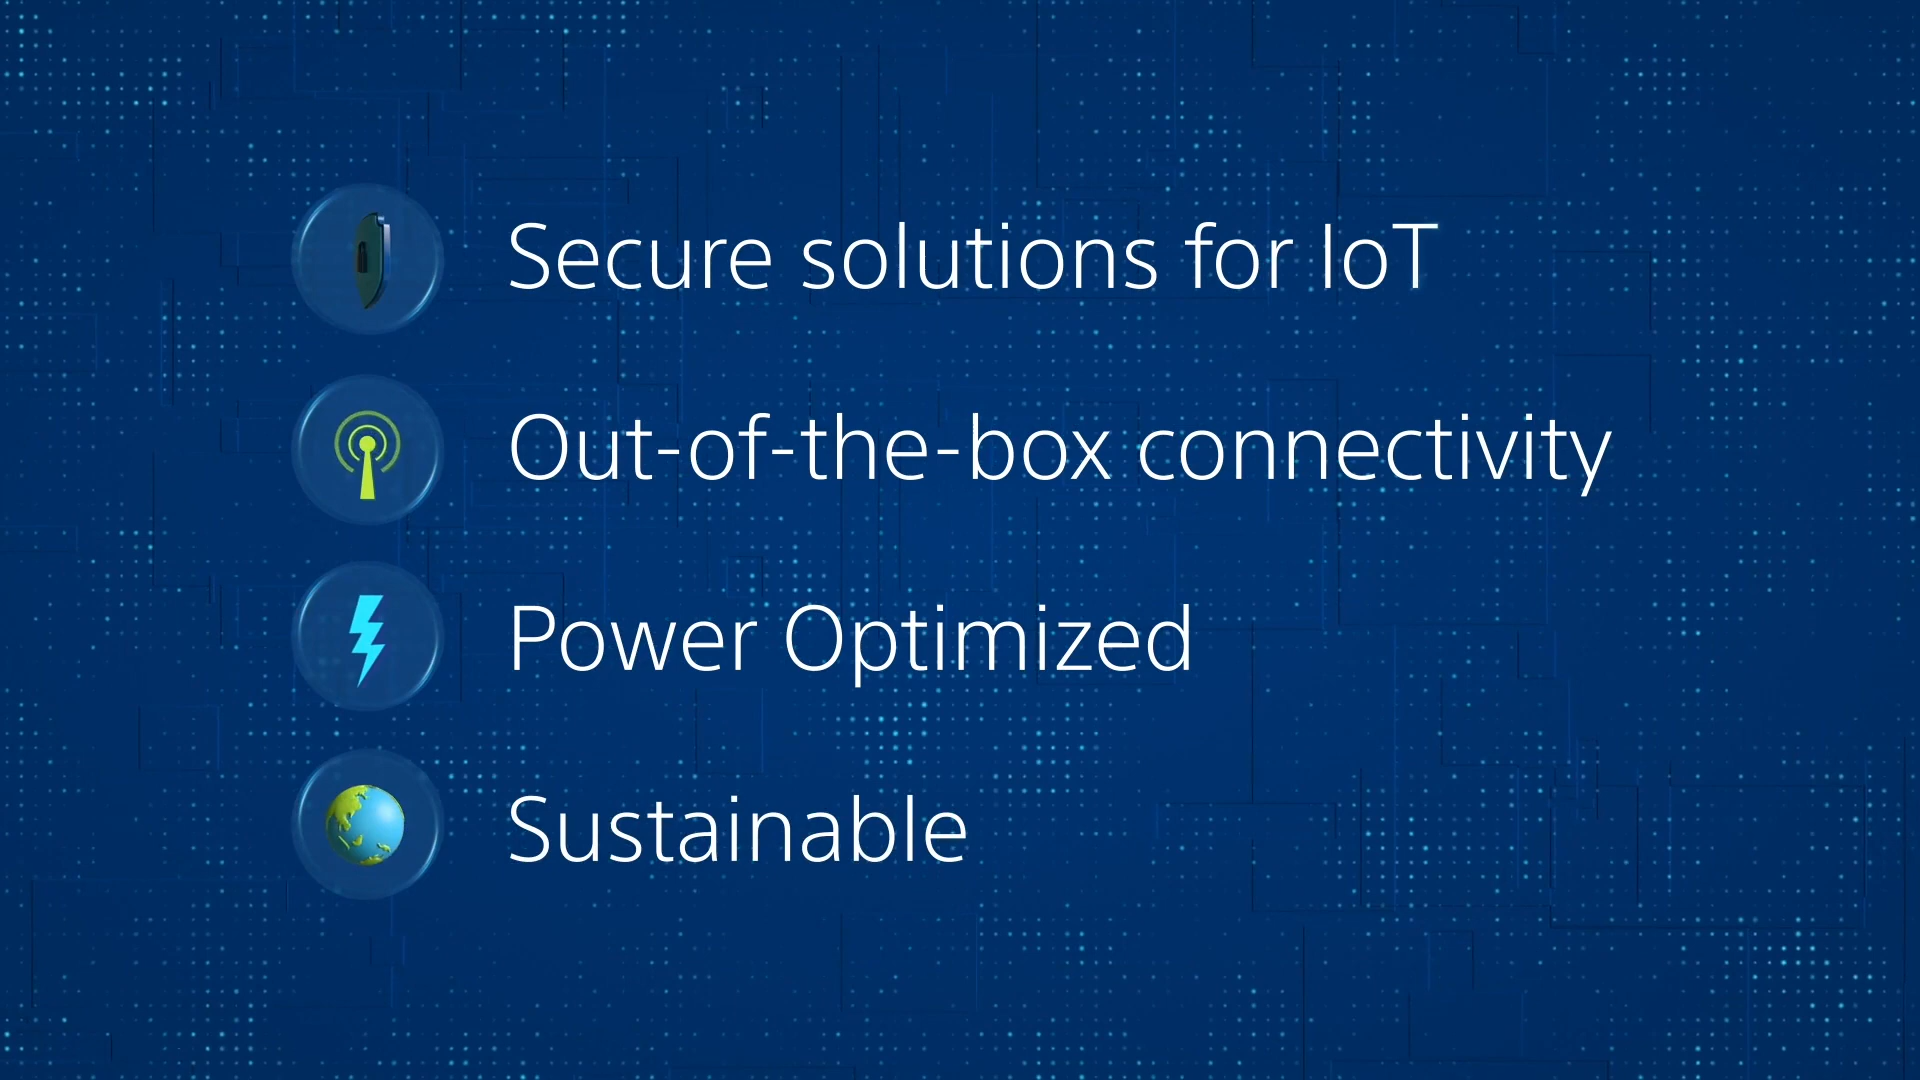 Secure solutions for IoT
Out-of-the-box connectivity
Power Optimized
Sustainable